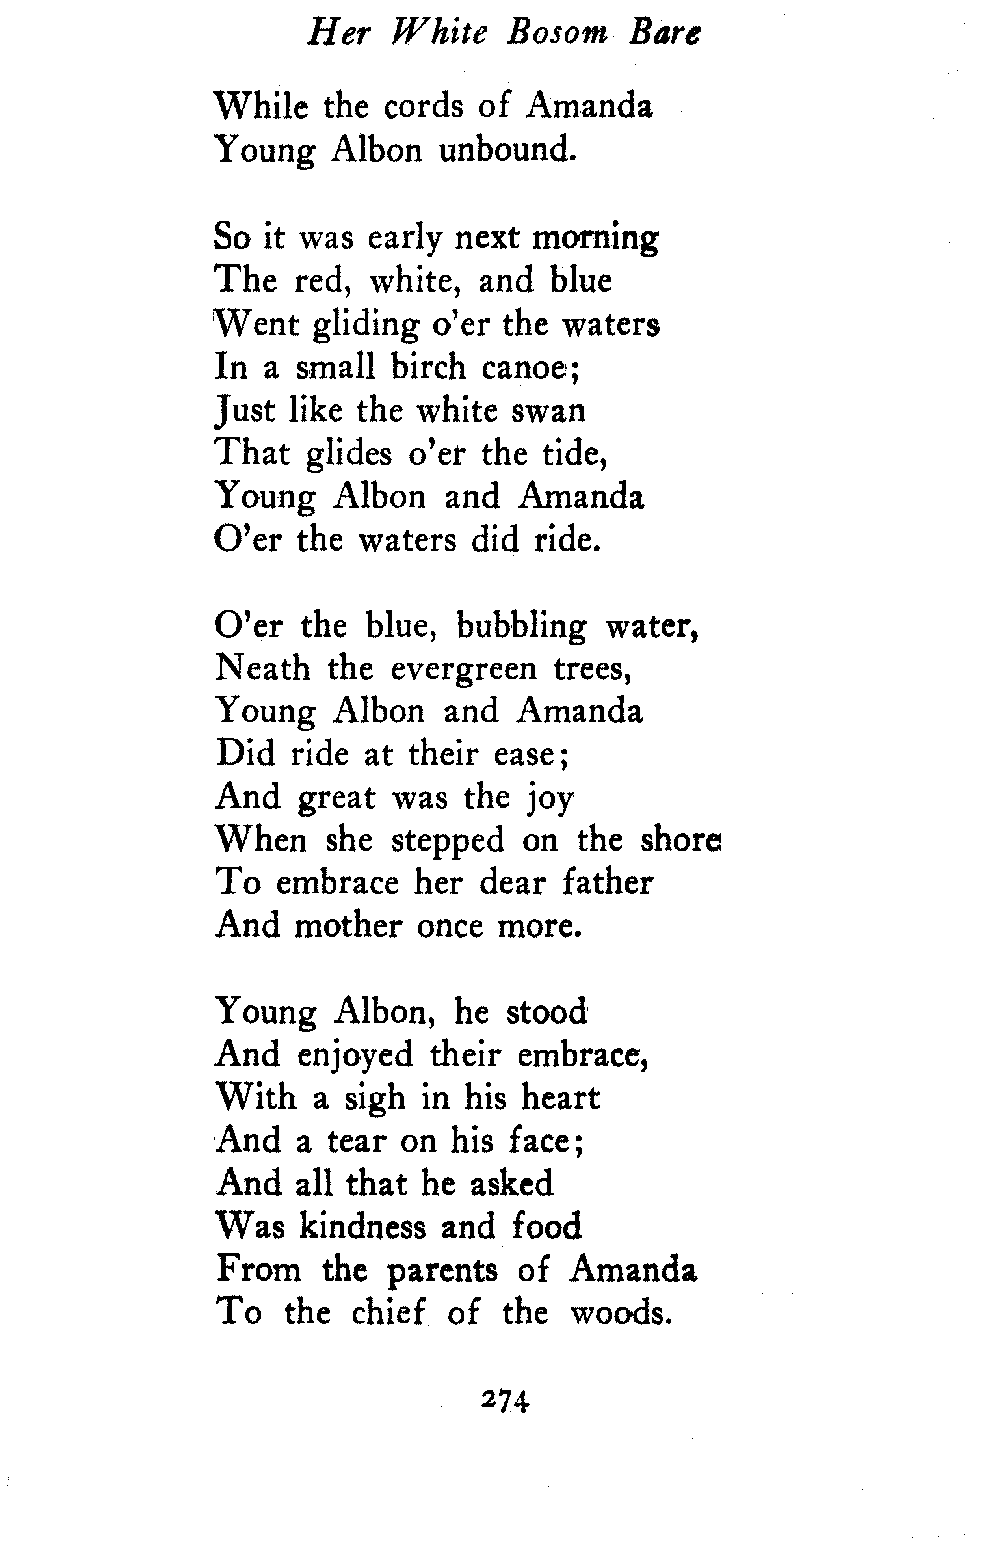 Her White Bosom Bare
While the cords of Amanda
Young Albon unbound.
So it was early next morning
The red, white, and blue
Went gliding o'er the waters
In a small birch canoe;
Just like the white swan
That glides o'er the tide,
Young Albon and Amanda
O'er the waters did ride.
O'er the blue, bubbling water,
Neath the evergreen trees,
Young Albon and Amanda
Did ride at their ease;
And great was the joy
When she stepped on the shore
To embrace her dear father
And mother once more.
Young Albon, he stood
And enjoyed their embrace,
With a sigh in his heart
And a tear on his face;
And all that he asked
Was kindness and food
From the parents of Amanda
To the chief of the woods.
274